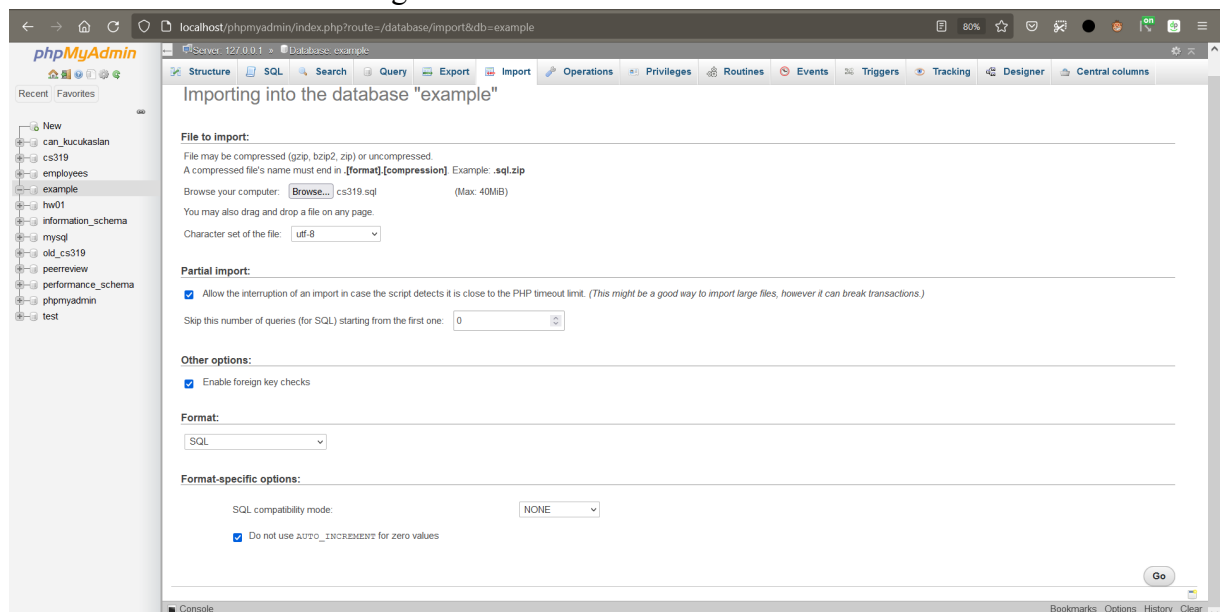 localhost/phpmyadmin/index.php?route=/database/import&db=example
80%
on
phpMyAdmin
Recent Favorites
New
can_kucukaslan
cs319
employees
example
hw01
information_schema
mysql
old_cs319
peerreview
performance_schema
phpmyadmin
test
Server: 127.0.0.1 » Database: example
Structure SQL Search Query Export Import Operations Privileges Routines Events Triggers Tracking Designer Central columns
Importing into the database "example"
File to import:
File may be compressed (gzip, bzip2, zip) or uncompressed.
A compressed file's name must end in .[format].[compression]. Example: .sql.zip
Browse your computer: Browse... cs319.sql (Max: 40MiB)
You may also drag and drop a file on any page.
Character set of the file: utf-8
Partial import:
Allow the interruption of an import in case the script detects it is close to the PHP timeout limit. (This might be a good way to import large files, however it can break transactions.)
Skip this number of queries (for SQL) starting from the first one: 0
Other options:
Enable foreign key checks
Format:
SQL
Format-specific options:
SQL compatibility mode: NONE
Do not use AUTO_INCREMENT for zero values
Go
Console Bookmarks Options History Clear